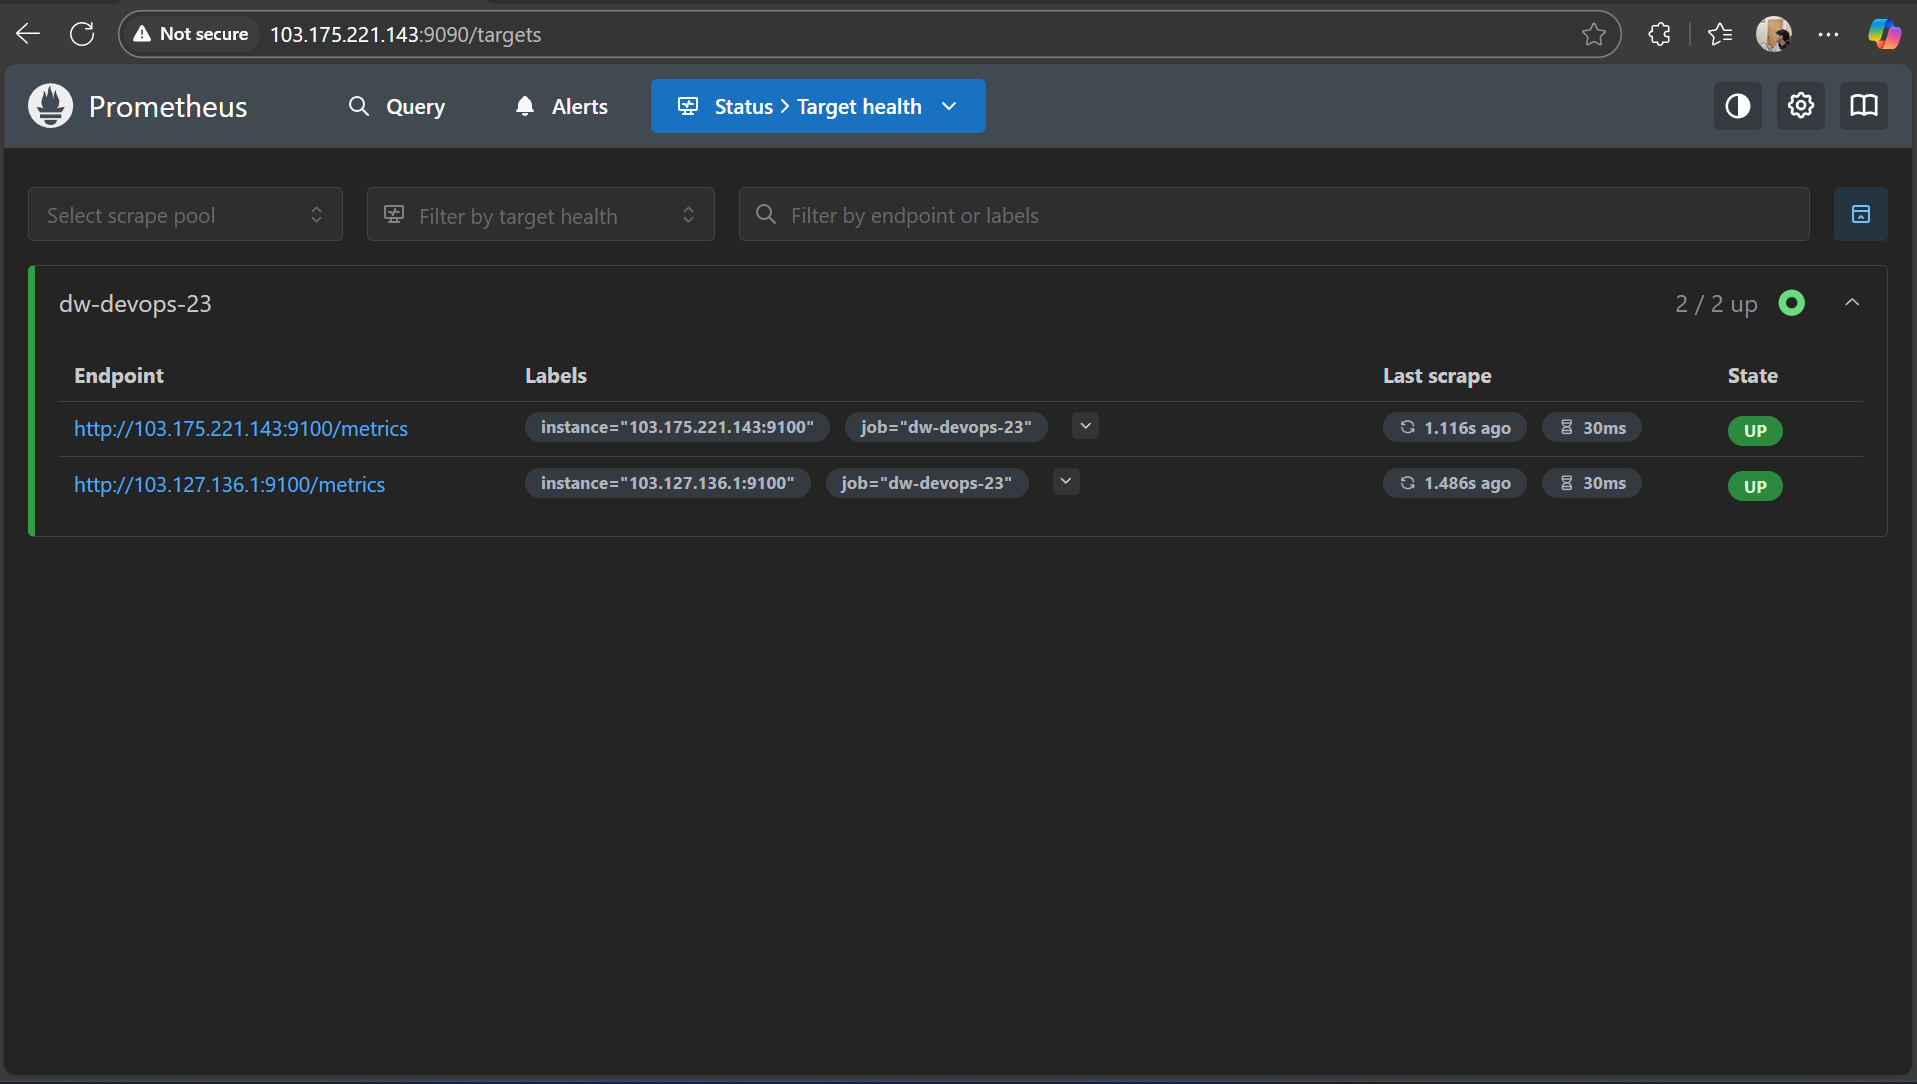 Not secure 103.175.221.143:9090/targets
Prometheus Query Alerts Status > Target health
Select scrape pool Filter by target health Filter by endpoint or labels
dw-devops-23 2 / 2 up
Endpoint Labels Last scrape State
http://103.175.221.143:9100/metrics instance="103.175.221.143:9100" job="dw-devops-23" 1.116s ago 30ms UP
http://103.127.136.1:9100/metrics instance="103.127.136.1:9100" job="dw-devops-23" 1.486s ago 30ms UP